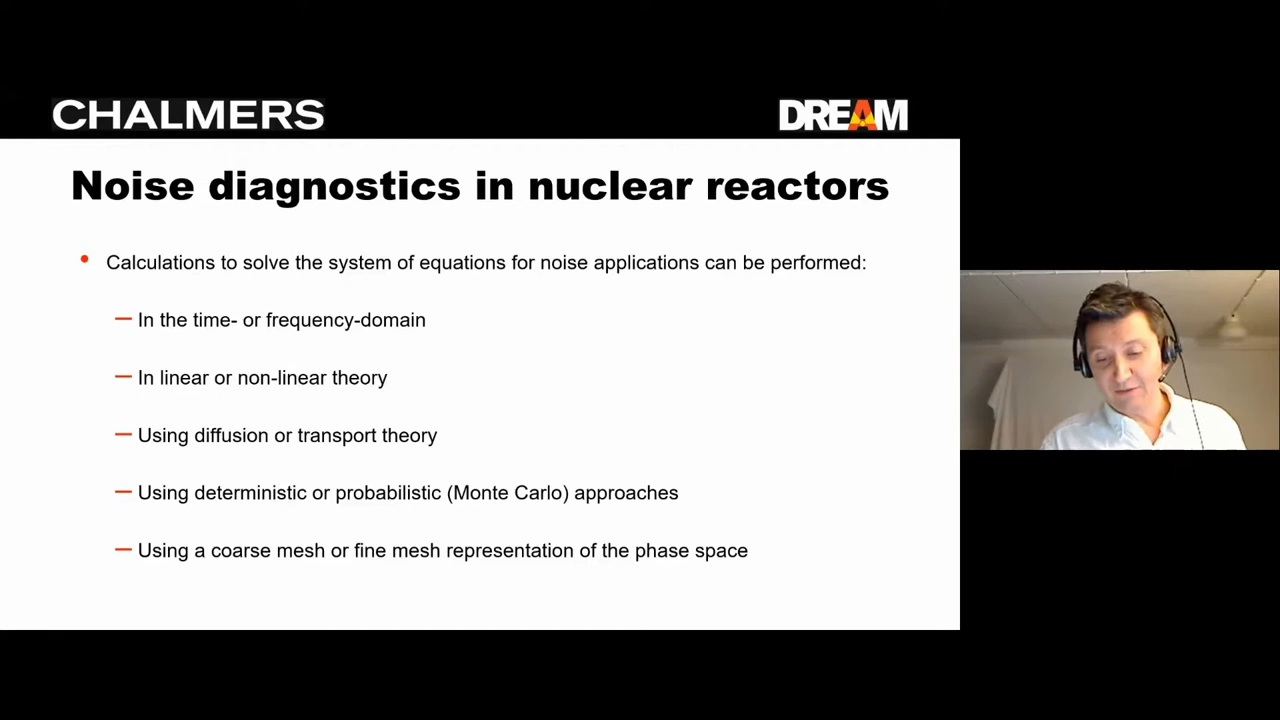 CHALMERS
DREAM
Noise diagnostics in nuclear reactors
• Calculations to solve the system of equations for noise applications can be performed:
— In the time- or frequency-domain
— In linear or non-linear theory
— Using diffusion or transport theory
— Using deterministic or probabilistic (Monte Carlo) approaches
— Using a coarse mesh or fine mesh representation of the phase space